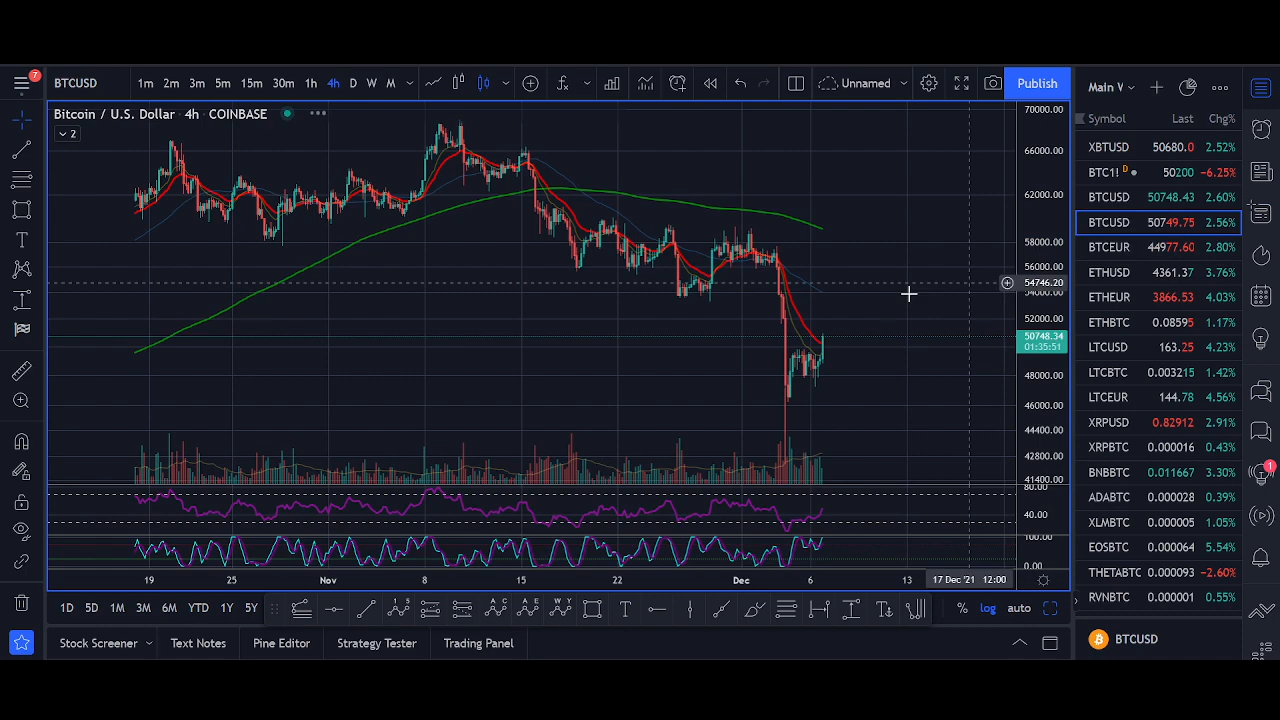 7
BTCUSD 1m 2m 3m 5m 15m 30m 1h 4h D W M Unnamed Publish
Bitcoin / U.S. Dollar · 4h · COINBASE
2
70000.00
66000.00
62000.00
58000.00
56000.00
54746.20
54000.00
52000.00
50748.34
01:35:51
48000.00
46000.00
44400.00
42800.00
41400.00
80.00
40.00
100.00
0.00
19 25 Nov 8 15 22 Dec 6 13 17 Dec '21 12:00
1D 5D 1M 3M 6M YTD 1Y 5Y % log auto
Stock Screener Text Notes Pine Editor Strategy Tester Trading Panel
Main
Symbol Last Chg%
XBTUSD 50680.0 2.52%
BTC1! D 50200 -6.25%
BTCUSD 50748.43 2.60%
BTCUSD 50749.75 2.56%
BTCEUR 44977.60 2.80%
ETHUSD 4361.37 3.76%
ETHEUR 3866.53 4.03%
ETHBTC 0.08595 1.17%
LTCUSD 163.25 4.23%
LTCBTC 0.003215 1.42%
LTCEUR 144.78 4.56%
XRPUSD 0.82912 2.91%
XRPBTC 0.000016 0.43%
BNBBTC 0.011667 3.30%
ADABTC 0.000028 0.39%
XLMBTC 0.000005 1.05%
EOSBTC 0.000064 5.54%
THETABTC 0.000093 -2.60%
RVNBTC 0.000001 0.55%
BTCUSD
1